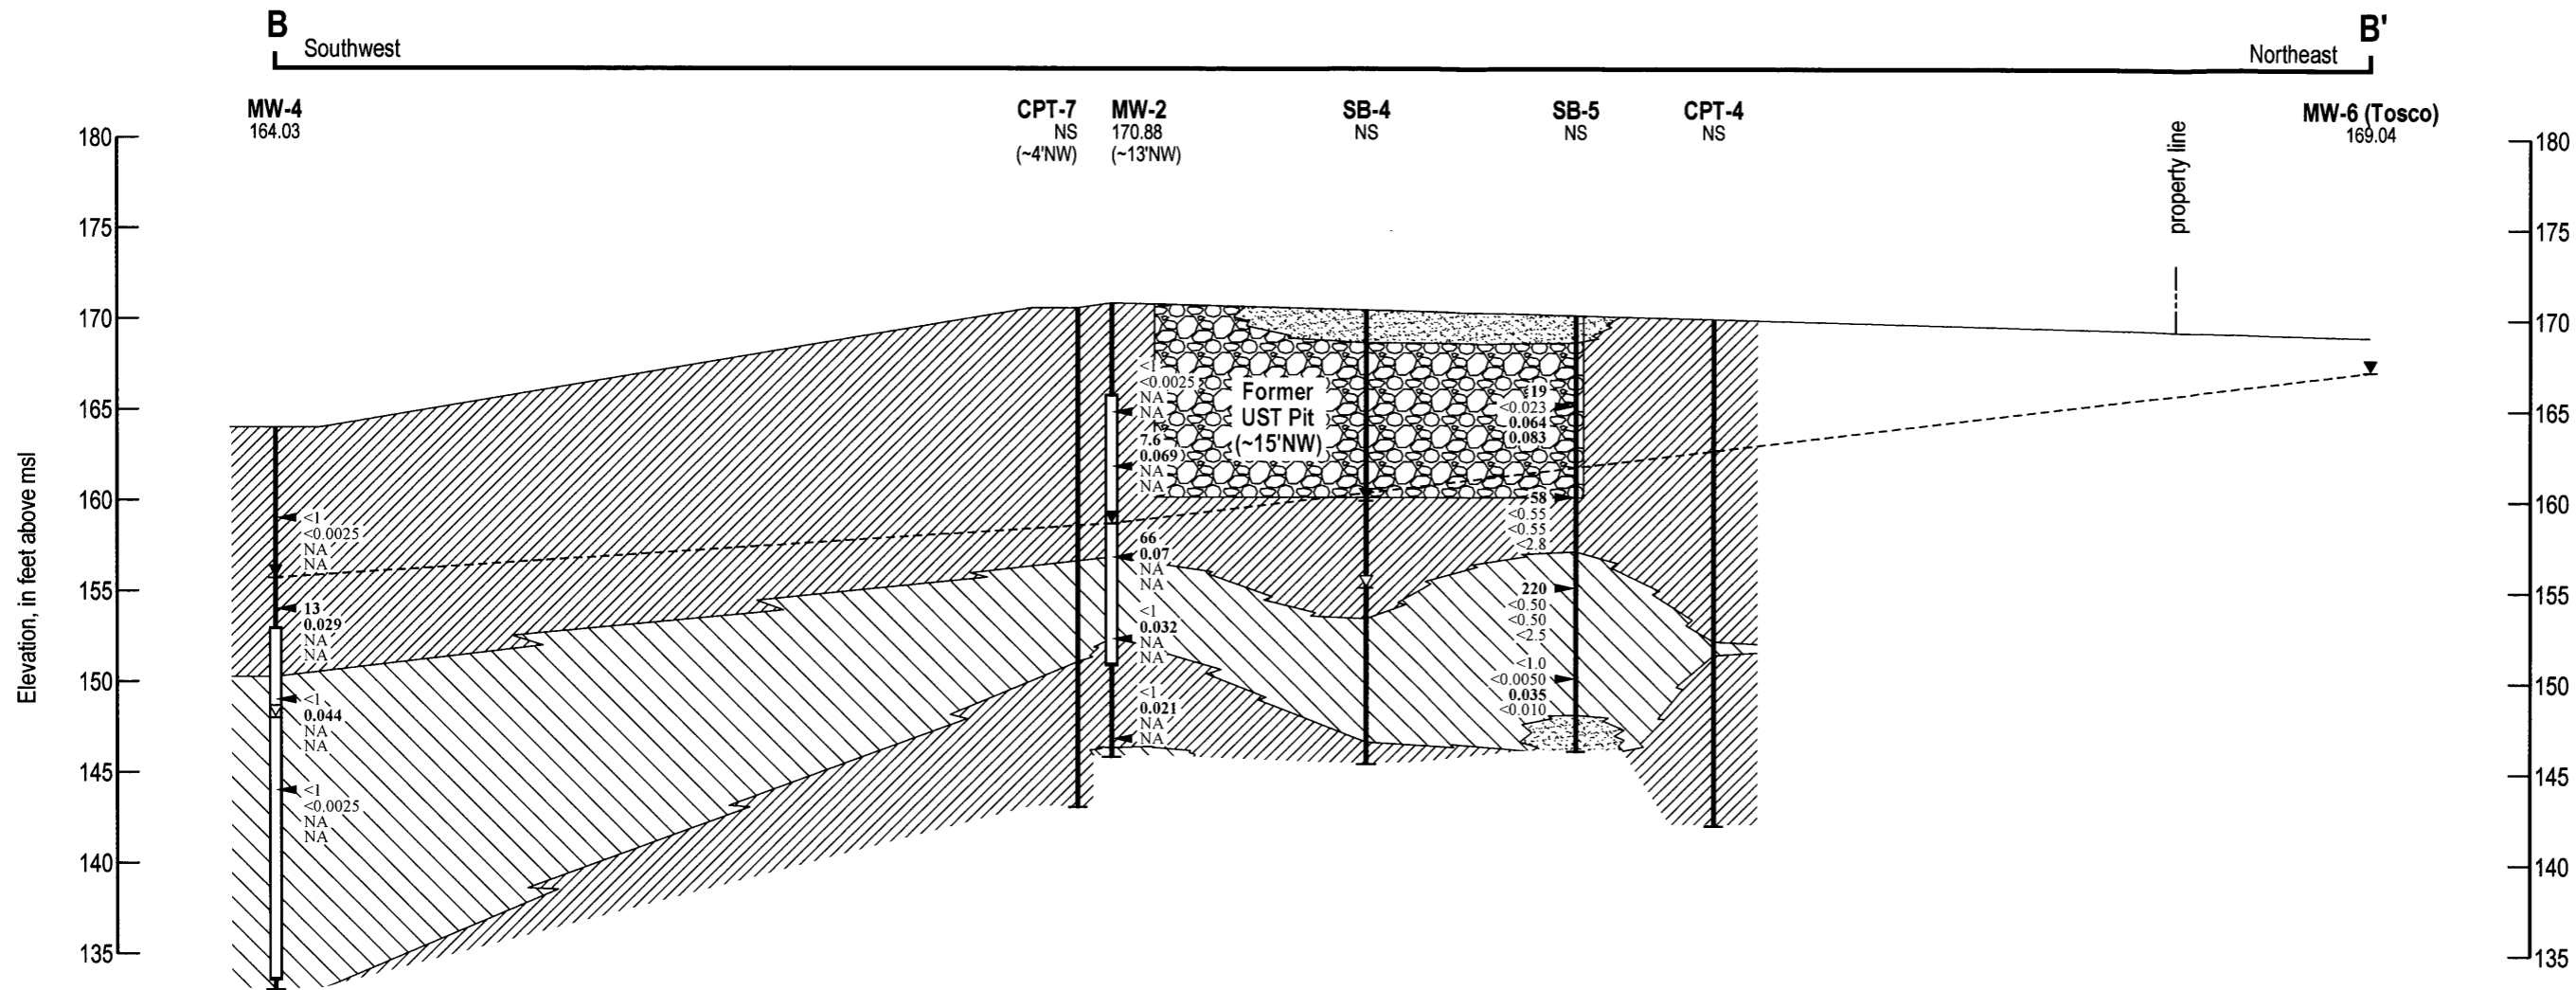 B
B'
Southwest
Northeast
MW-4
164.03
CPT-7
NS
(~4'NW)
MW-2
170.88
(~13'NW)
SB-4
NS
SB-5
NS
CPT-4
NS
property line
MW-6 (Tosco)
169.04
Elevation, in feet above msl
180
175
170
165
160
155
150
145
140
135
<1
<0.0025
NA
NA
13
0.029
NA
NA
<1
0.044
NA
NA
<1
<0.0025
NA
NA
<1
<0.0025
NA
NA
7.6
0.069
NA
NA
66
0.07
NA
NA
<1
0.032
NA
NA
<1
0.021
NA
NA
Former
UST Pit
(~15'NW)
19
<0.023
0.064
0.083
58
<0.55
<0.55
<2.8
220
<0.50
<0.50
<2.5
<1.0
<0.0050
0.035
<0.010
180
175
170
165
160
155
150
145
140
135